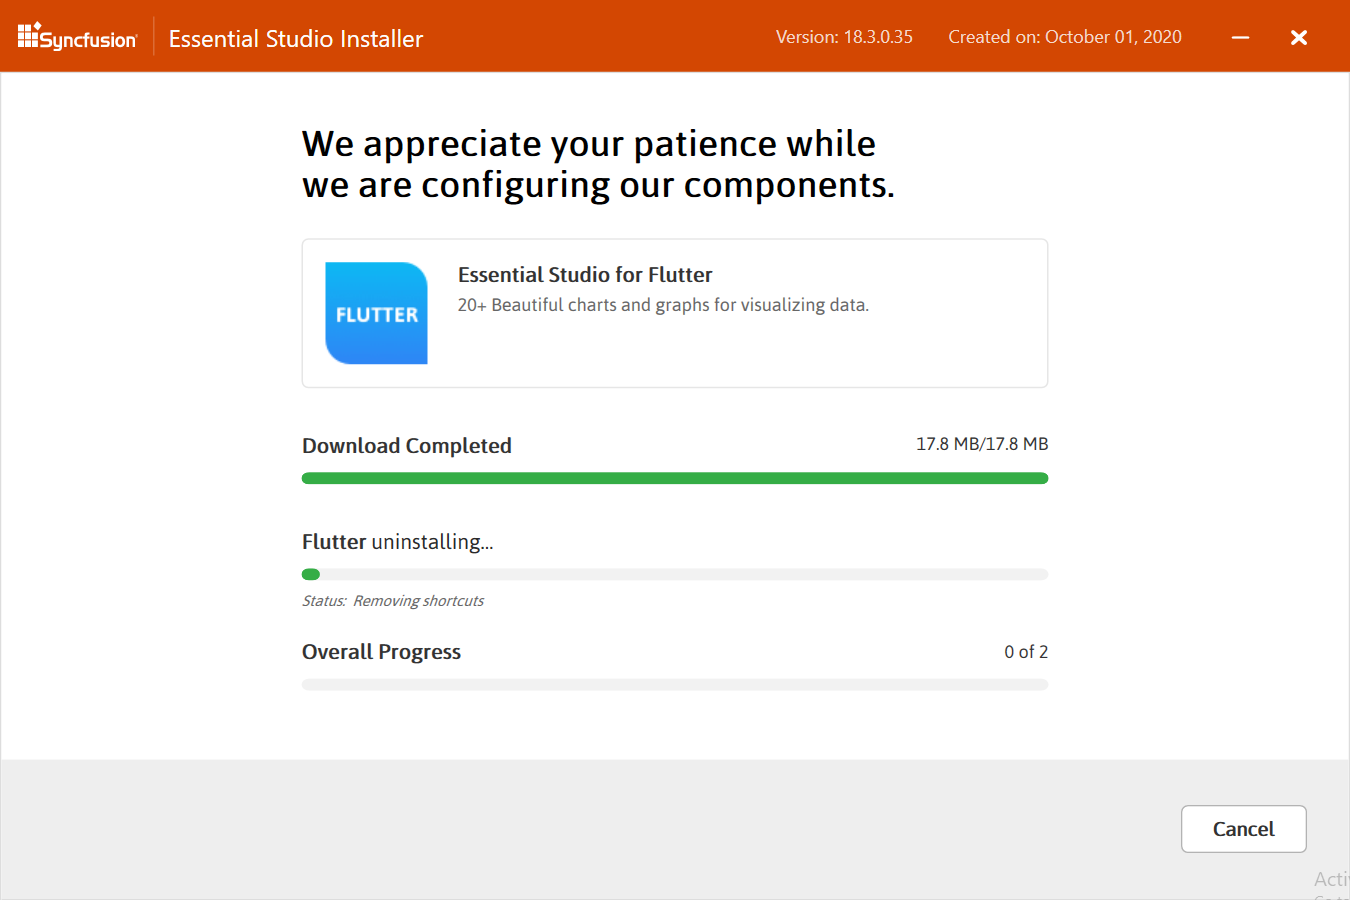 Syncfusion
Essential Studio Installer
Version: 18.3.0.35
Created on: October 01, 2020
We appreciate your patience while
we are configuring our components.
FLUTTER
Essential Studio for Flutter
20+ Beautiful charts and graphs for visualizing data.
Download Completed
17.8 MB/17.8 MB
Flutter uninstalling...
Status: Removing shortcuts
Overall Progress
0 of 2
Cancel
Acti